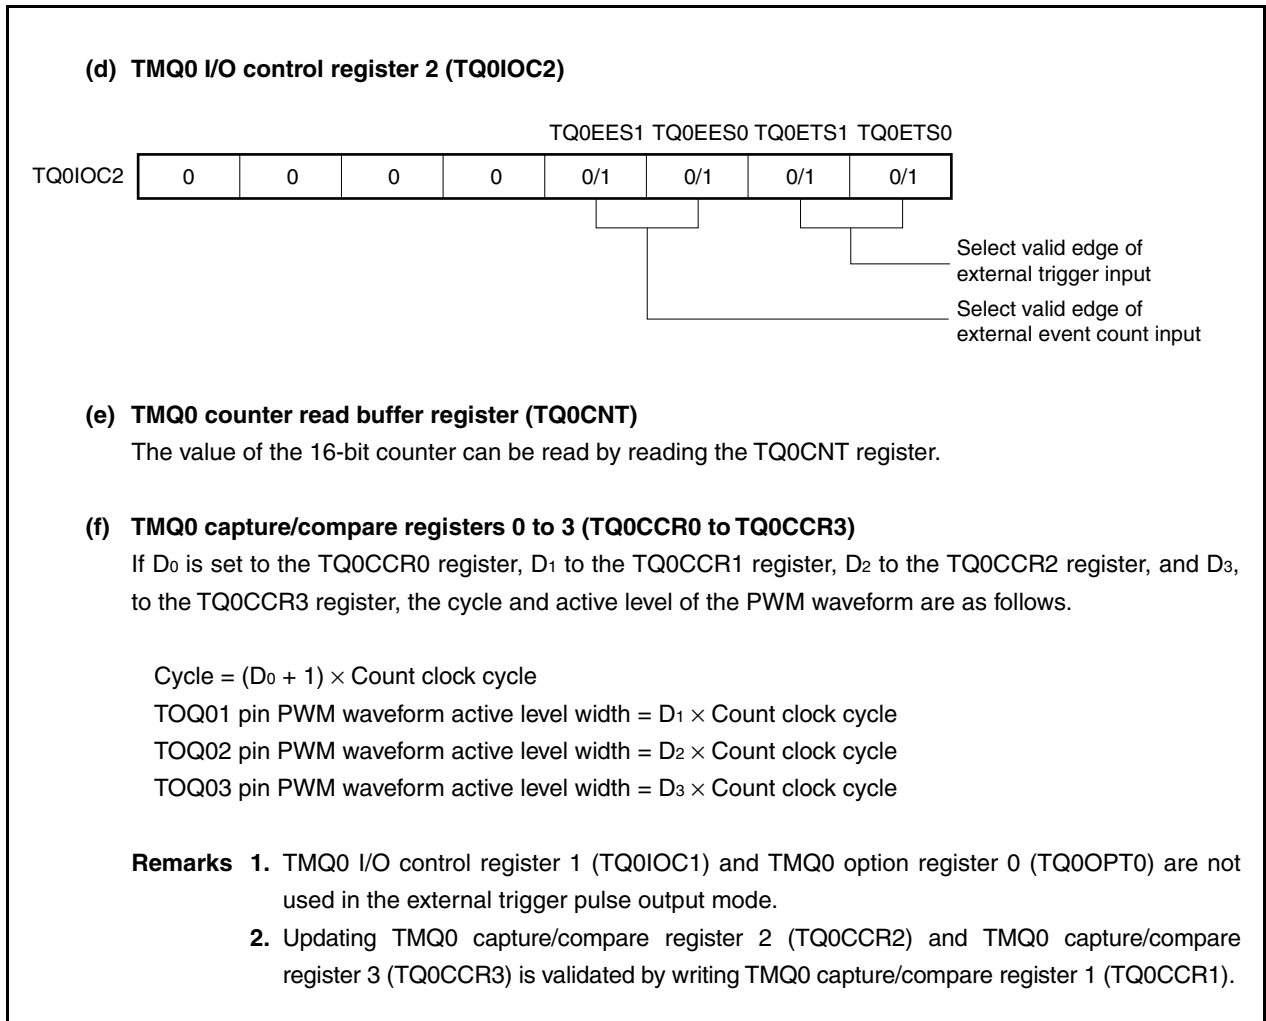 (d) TMQ0 I/O control register 2 (TQ0IOC2)
TQ0EES1 TQ0EES0 TQ0ETS1 TQ0ETS0
TQ0IOC2 0 0 0 0 0/1 0/1 0/1 0/1
Select valid edge of
external trigger input
Select valid edge of
external event count input
(e) TMQ0 counter read buffer register (TQ0CNT)
The value of the 16-bit counter can be read by reading the TQ0CNT register.
(f) TMQ0 capture/compare registers 0 to 3 (TQ0CCR0 to TQ0CCR3)
If D0 is set to the TQ0CCR0 register, D1 to the TQ0CCR1 register, D2 to the TQ0CCR2 register, and D3,
to the TQ0CCR3 register, the cycle and active level of the PWM waveform are as follows.
Cycle = (D0 + 1) × Count clock cycle
TOQ01 pin PWM waveform active level width = D1 × Count clock cycle
TOQ02 pin PWM waveform active level width = D2 × Count clock cycle
TOQ03 pin PWM waveform active level width = D3 × Count clock cycle
Remarks 1. TMQ0 I/O control register 1 (TQ0IOC1) and TMQ0 option register 0 (TQ0OPT0) are not
used in the external trigger pulse output mode.
2. Updating TMQ0 capture/compare register 2 (TQ0CCR2) and TMQ0 capture/compare
register 3 (TQ0CCR3) is validated by writing TMQ0 capture/compare register 1 (TQ0CCR1).